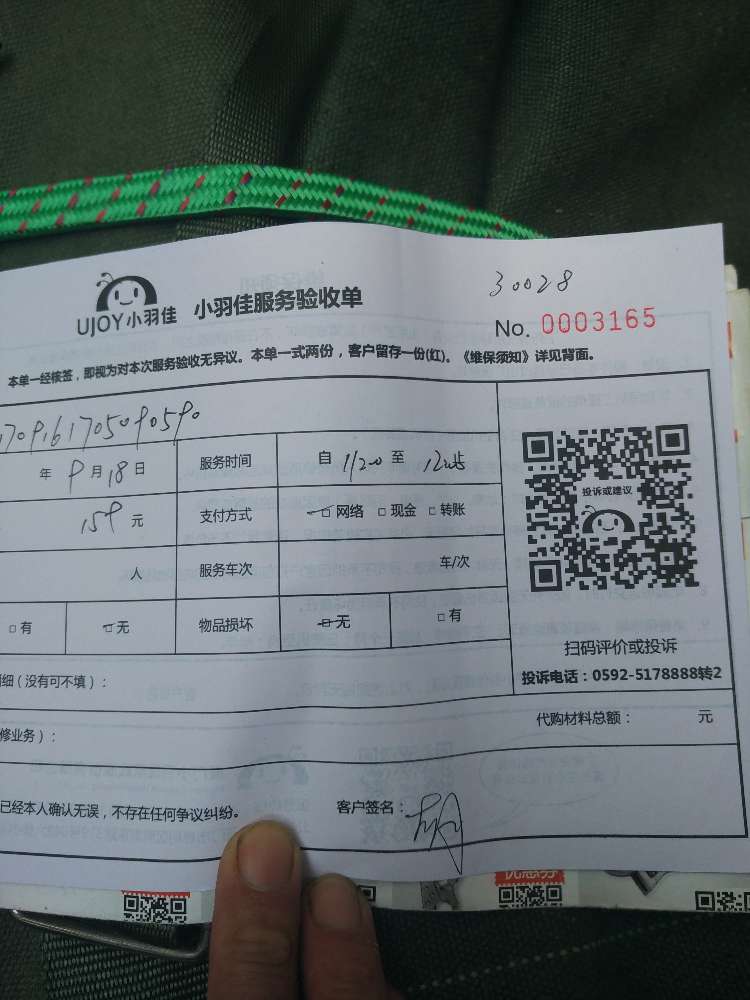 30028
UJOY小羽佳 小羽佳服务验收单 No. 0003165
本单一经核签，即视为对本次服务验收无异议。本单一式两份，客户留存一份(红)。《维保须知》详见背面。
年 9月18日 服务时间 自 1120 至
159元 支付方式 网络 现金 转账
人 服务车次 车/次
有 无 物品损坏 无 有
投诉或建议
扫码评价或投诉
投诉电话：0592-5178888转2
细（没有可不填）：
代购材料总额： 元
修业务）：
已经本人确认无误，不存在任何争议纠纷。 客户签名：